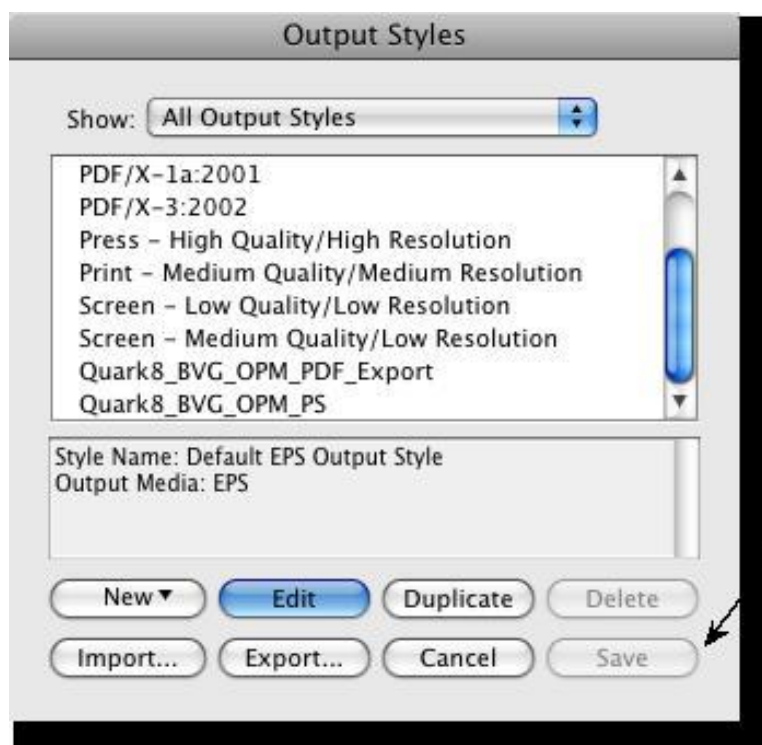 Output Styles
Show: All Output Styles
PDF/X-1a:2001
PDF/X-3:2002
Press – High Quality/High Resolution
Print – Medium Quality/Medium Resolution
Screen – Low Quality/Low Resolution
Screen – Medium Quality/Low Resolution
Quark8_BVG_OPM_PDF_Export
Quark8_BVG_OPM_PS
Style Name: Default EPS Output Style
Output Media: EPS
New Edit Duplicate Delete
Import... Export... Cancel Save